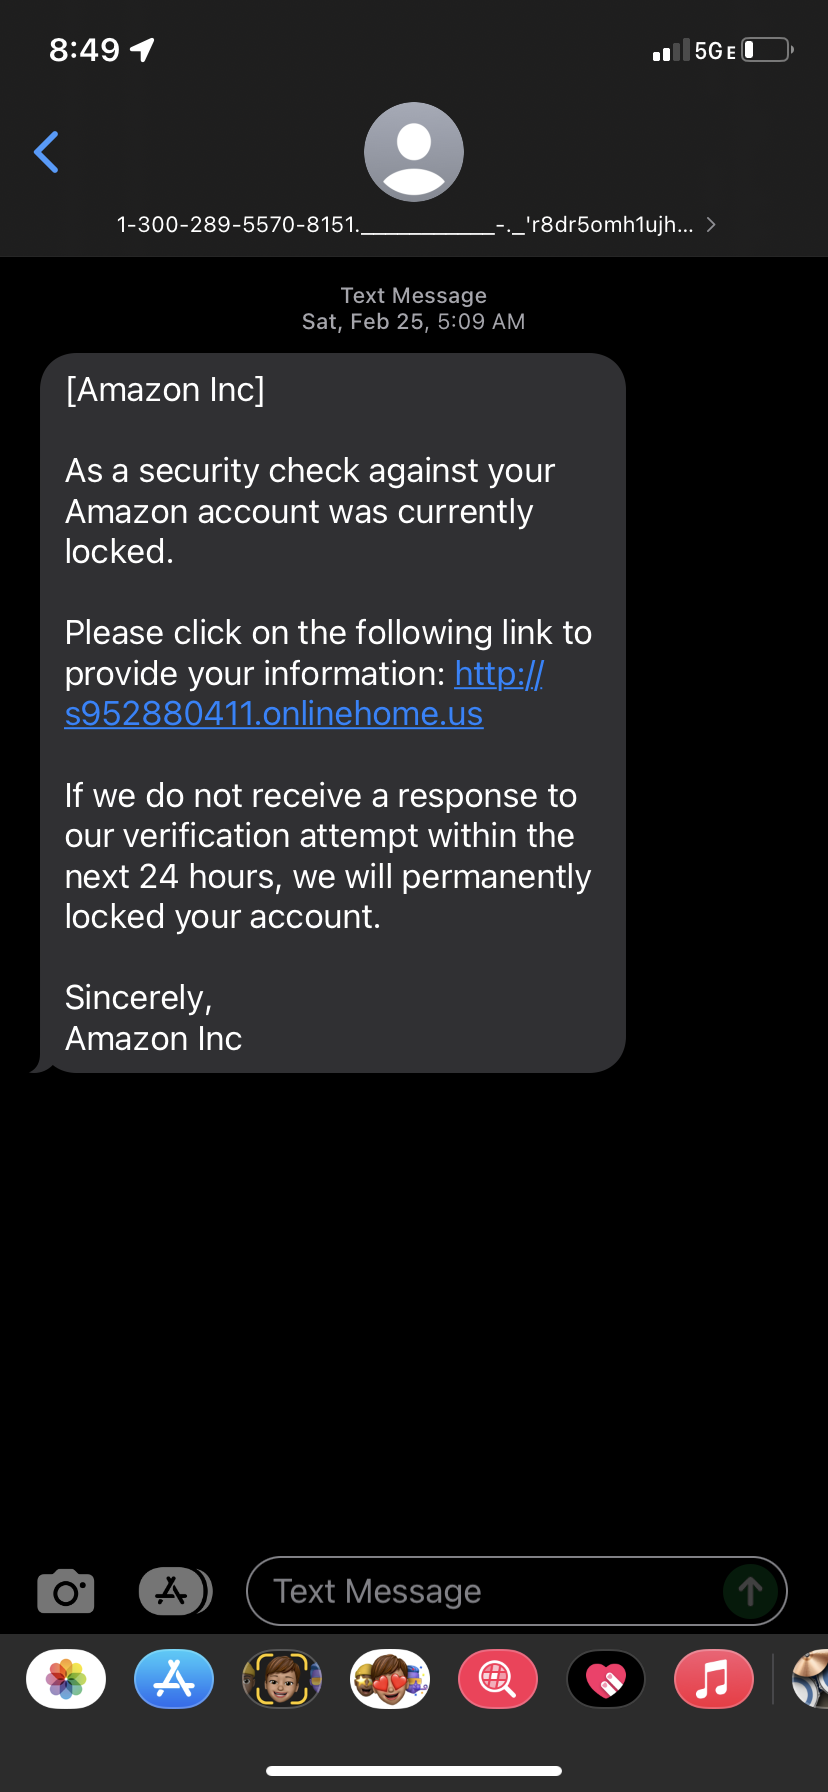 8:49
5GE
1-300-289-5570-8151.____________-._'r8dr5omh1ujh...
Text Message
Sat, Feb 25, 5:09 AM
[Amazon Inc]
As a security check against your
Amazon account was currently
locked.
Please click on the following link to
provide your information: http://
s952880411.onlinehome.us
If we do not receive a response to
our verification attempt within the
next 24 hours, we will permanently
locked your account.
Sincerely,
Amazon Inc
Text Message